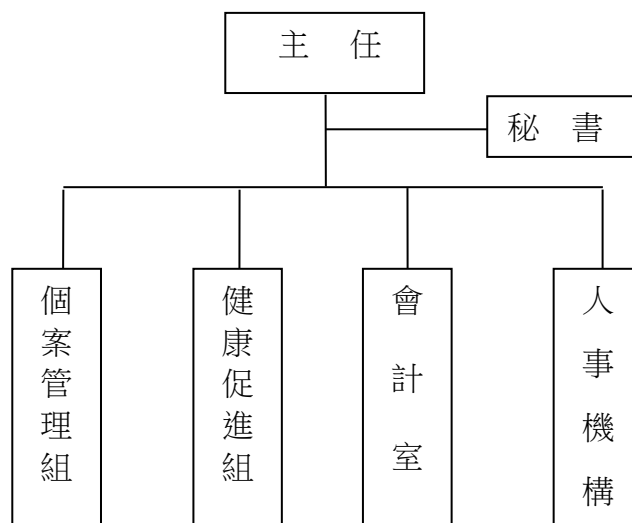 主 任
秘 書
個案管理組
健康促進組
會計室
人事機構